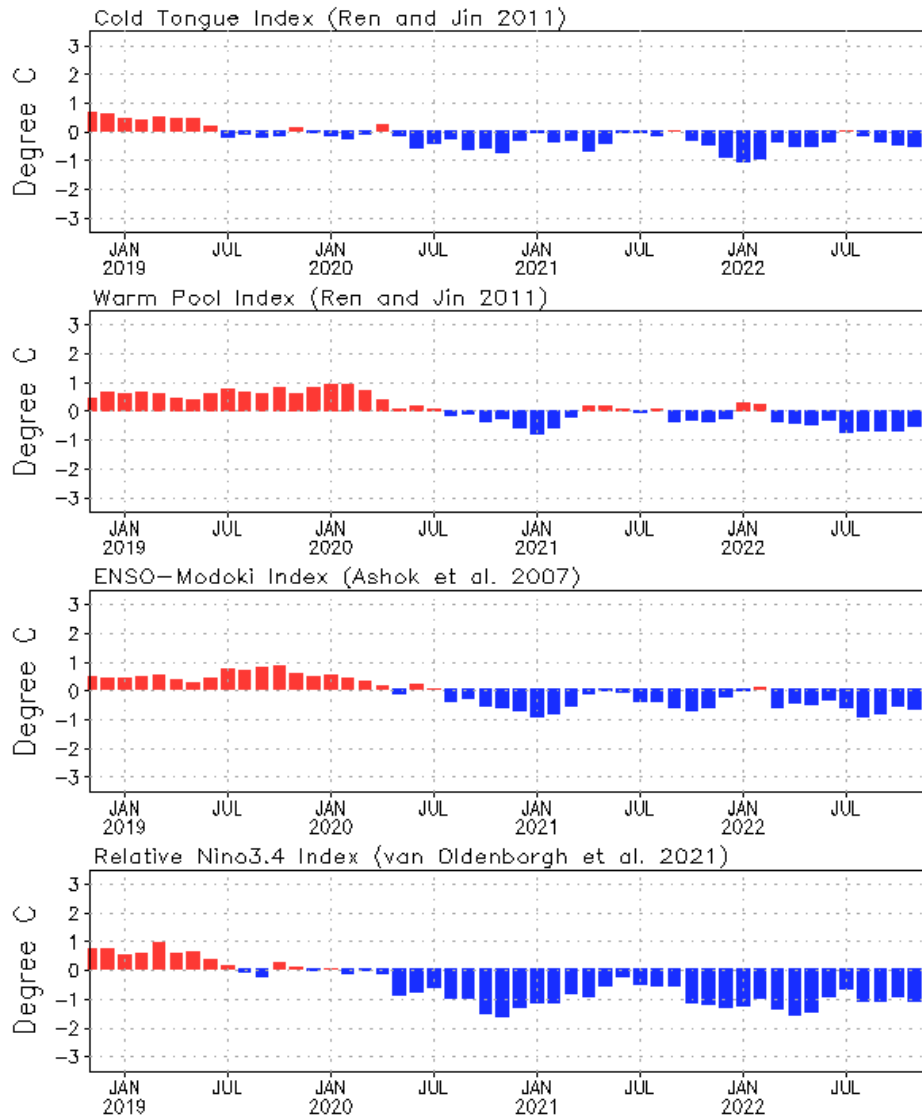 Cold Tongue Index (Ren and Jin 2011)
Degree C
3
2
1
0
−1
−2
−3
JAN JUL JAN JUL JAN JUL JAN JUL
2019 2020 2021 2022
Warm Pool Index (Ren and Jin 2011)
Degree C
3
2
1
0
−1
−2
−3
JAN JUL JAN JUL JAN JUL JAN JUL
2019 2020 2021 2022
ENSO−Modoki Index (Ashok et al. 2007)
Degree C
3
2
1
0
−1
−2
−3
JAN JUL JAN JUL JAN JUL JAN JUL
2019 2020 2021 2022
Relative Nino3.4 Index (van Oldenborgh et al. 2021)
Degree C
3
2
1
0
−1
−2
−3
JAN JUL JAN JUL JAN JUL JAN JUL
2019 2020 2021 2022